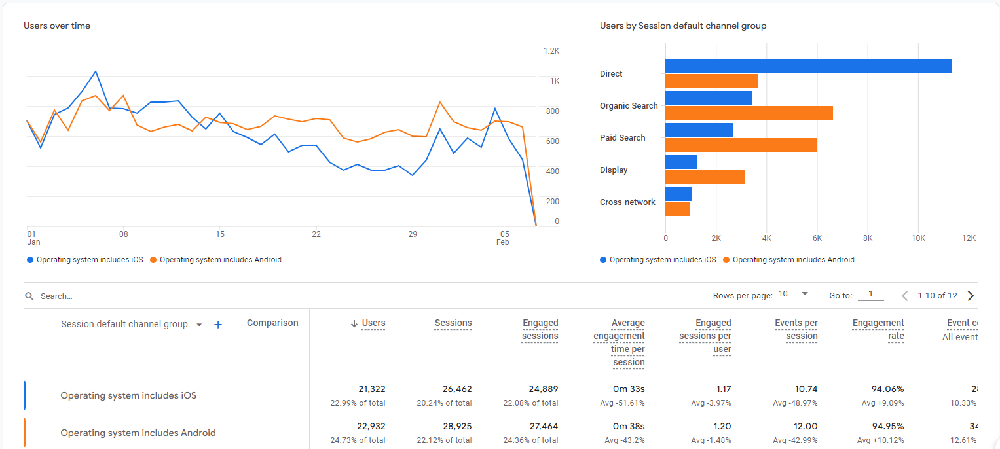 Users over time
1.2K
1K
800
600
400
200
0
01 Jan
08
15
22
29
05 Feb
Operating system includes iOS
Operating system includes Android
Users by Session default channel group
Direct
Organic Search
Paid Search
Display
Cross-network
0
2K
4K
6K
8K
10K
12K
Operating system includes iOS
Operating system includes Android
Search...
Rows per page: 10
Go to: 1
1-10 of 12
Session default channel group
Comparison
Users
Sessions
Engaged sessions
Average engagement time per session
Engaged sessions per user
Events per session
Engagement rate
Event
All event
Operating system includes iOS
21,322
26,462
24,889
0m 33s
1.17
10.74
94.06%
22.99% of total
20.24% of total
22.08% of total
Avg -51.61%
Avg -3.97%
Avg -48.97%
Avg +9.09%
10.33%
Operating system includes Android
22,932
28,925
27,464
0m 38s
1.20
12.00
94.95%
34
24.73% of total
22.12% of total
24.36% of total
Avg -43.2%
Avg -1.48%
Avg -42.99%
Avg +10.12%
12.61%